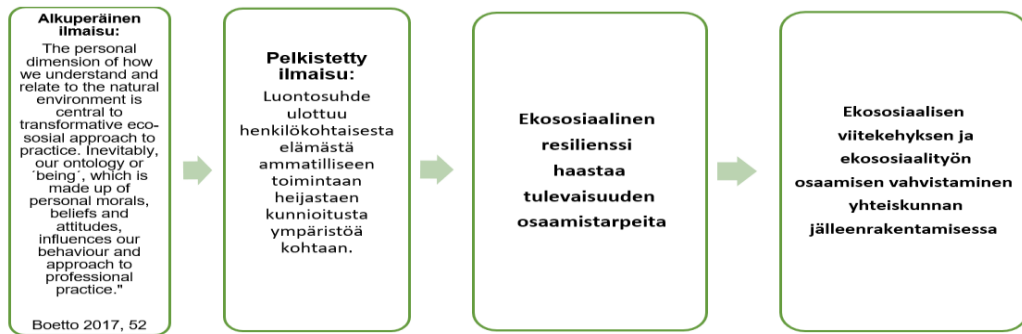 Alkuperäinen
ilmaisu:
The personal
dimension of how
we understand and
relate to the natural
environment is
central to
transformative eco-
sosial approach to
practice. Inevitably,
our ontology or
´being´, which is
made up of
personal morals,
beliefs and
attitudes,
influences our
behaviour and
approach to
professional
practice."
Boetto 2017, 52
Pelkistetty
ilmaisu:
Luontosuhde
ulottuu
henkilökohtaisesta
elämästä
ammatilliseen
toimintaan
heijastaen
kunnioitusta
ympäristöä
kohtaan.
Ekososiaalinen
resilienssi
haastaa
tulevaisuuden
osaamistarpeita
Ekososiaalisen
viitekehyksen ja
ekososiaalityön
osaamisen vahvistaminen
yhteiskunnan
jälleenrakentamisessa